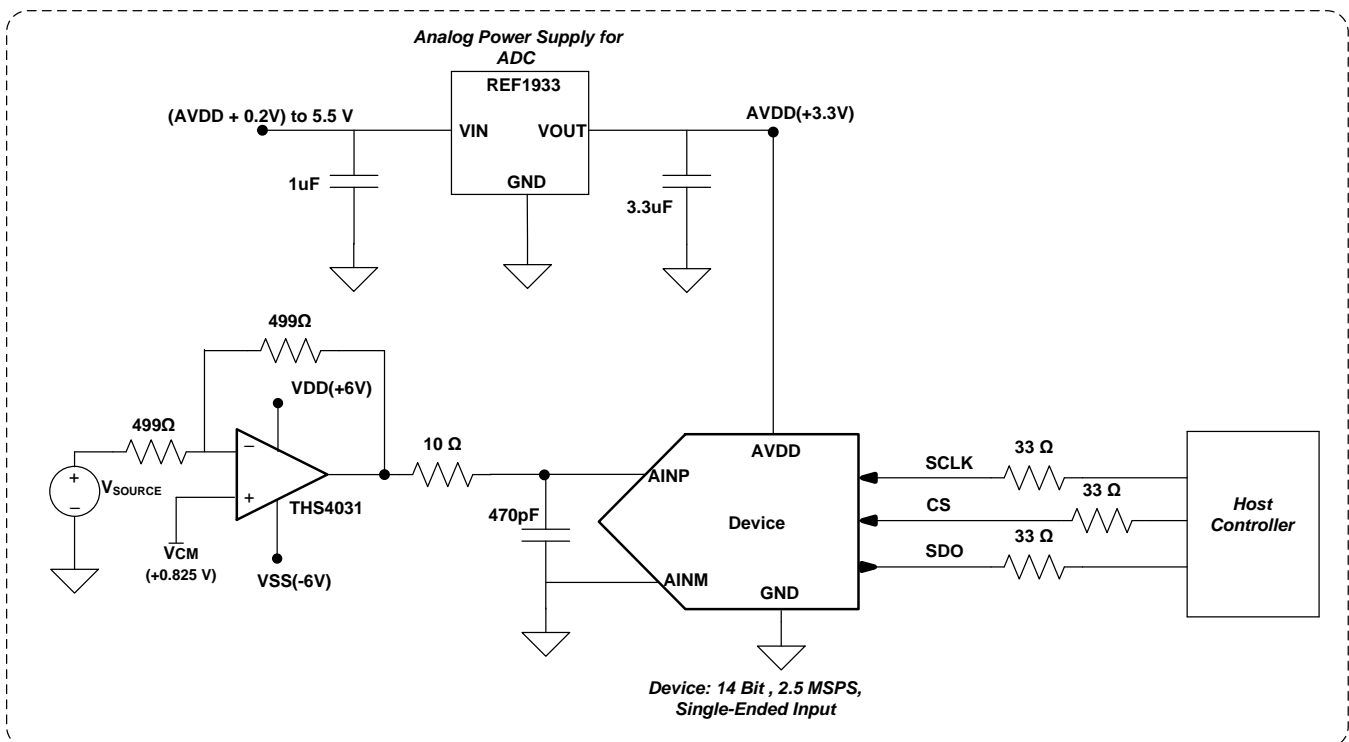 Analog Power Supply for
ADC
REF1933
(AVDD + 0.2V) to 5.5 V
VIN
VOUT
AVDD(+3.3V)
GND
1uF
3.3uF
499Ω
VDD(+6V)
499Ω
10 Ω
AVDD
SCLK
33 Ω
VSOURCE
+
−
−
+
THS4031
AINP
470pF
Device
CS
33 Ω
Host
Controller
VCM
(+0.825 V)
VSS(-6V)
AINM
SDO
33 Ω
GND
Device: 14 Bit , 2.5 MSPS,
Single-Ended Input